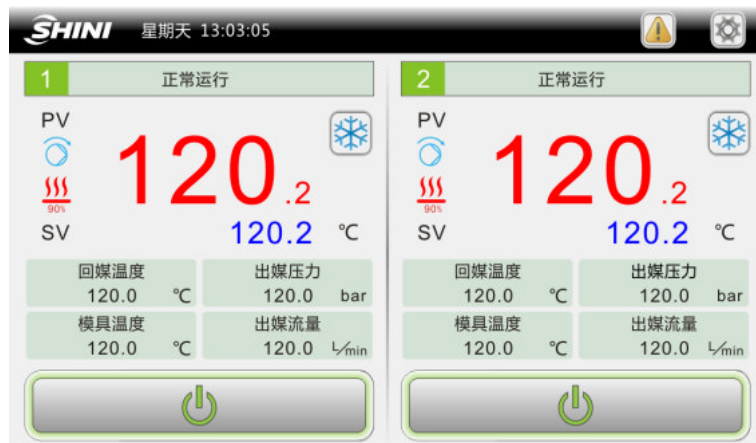 SHINI 星期天 13:03:05
1 正常运行
PV
120.2
90%
SV 120.2 ℃
回媒温度 出媒压力
120.0 ℃ 120.0 bar
模具温度 出媒流量
120.0 ℃ 120.0 L/min
2 正常运行
PV
120.2
90%
SV 120.2 ℃
回媒温度 出媒压力
120.0 ℃ 120.0 bar
模具温度 出媒流量
120.0 ℃ 120.0 L/min